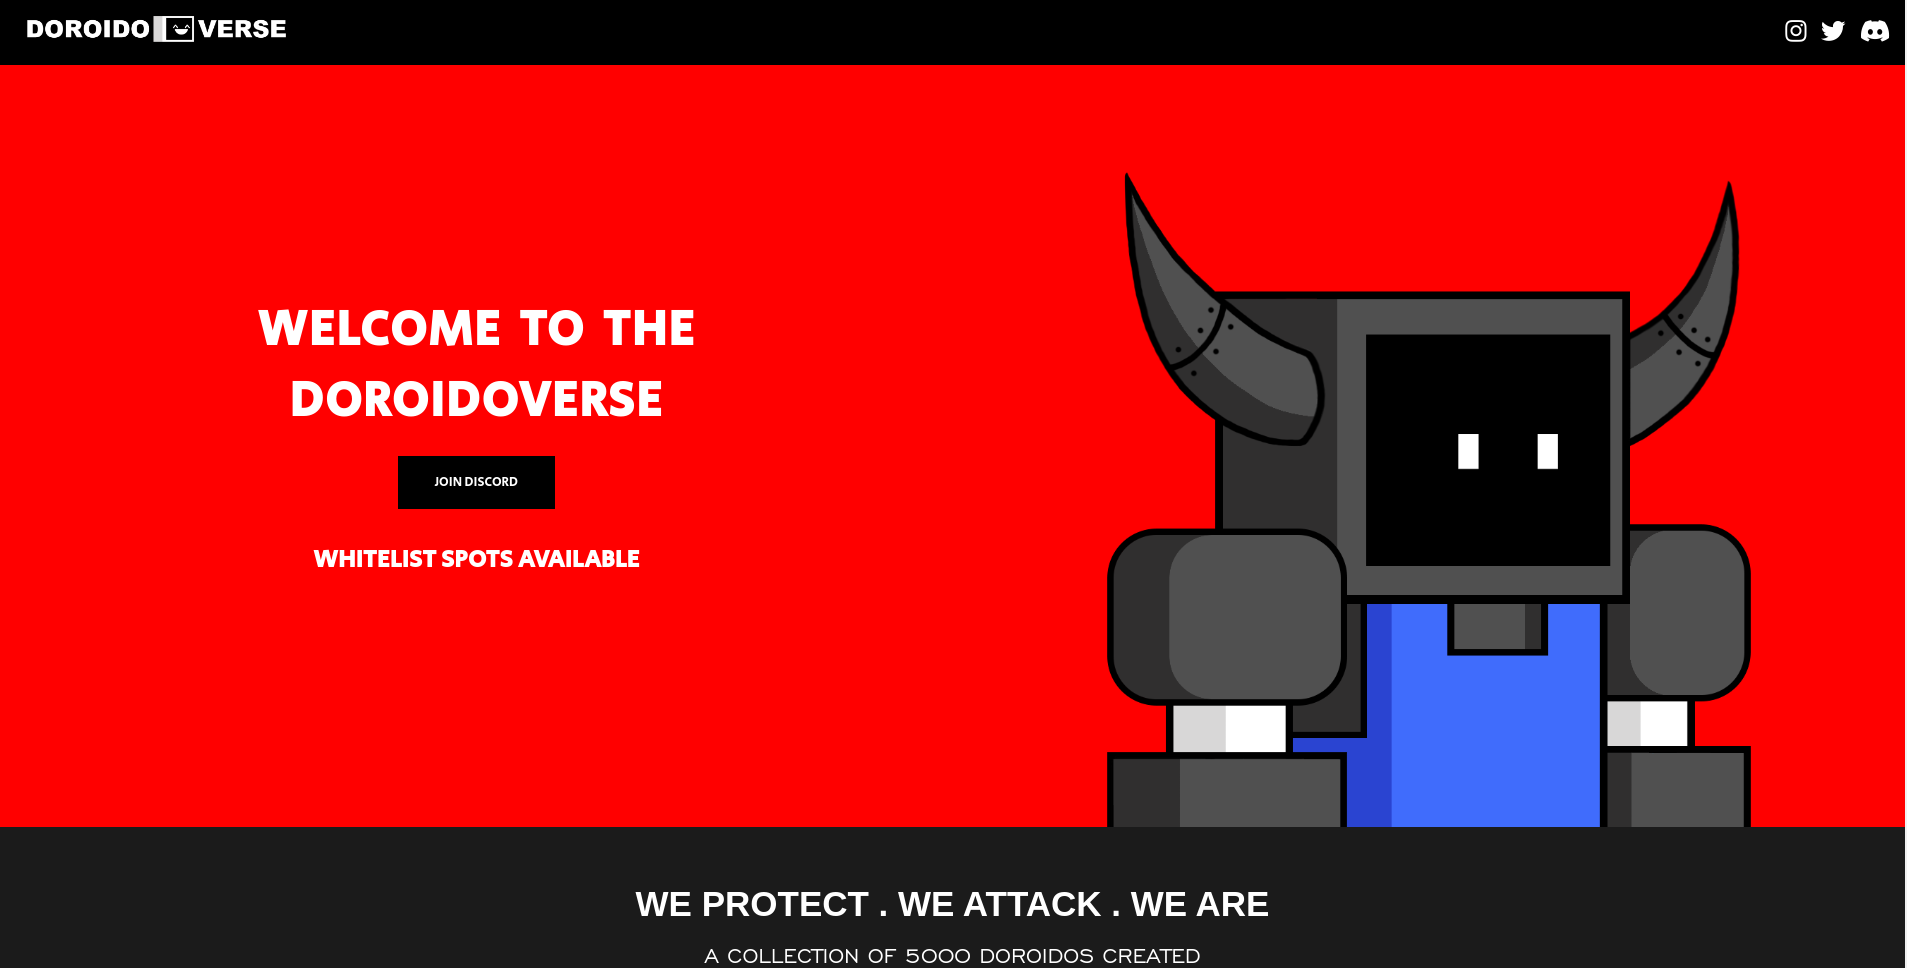 DOROIDO VERSE
WELCOME TO THE
DOROIDOVERSE
JOIN DISCORD
WHITELIST SPOTS AVAILABLE
WE PROTECT . WE ATTACK . WE ARE
A COLLECTION OF 5000 DOROIDOS CREATED